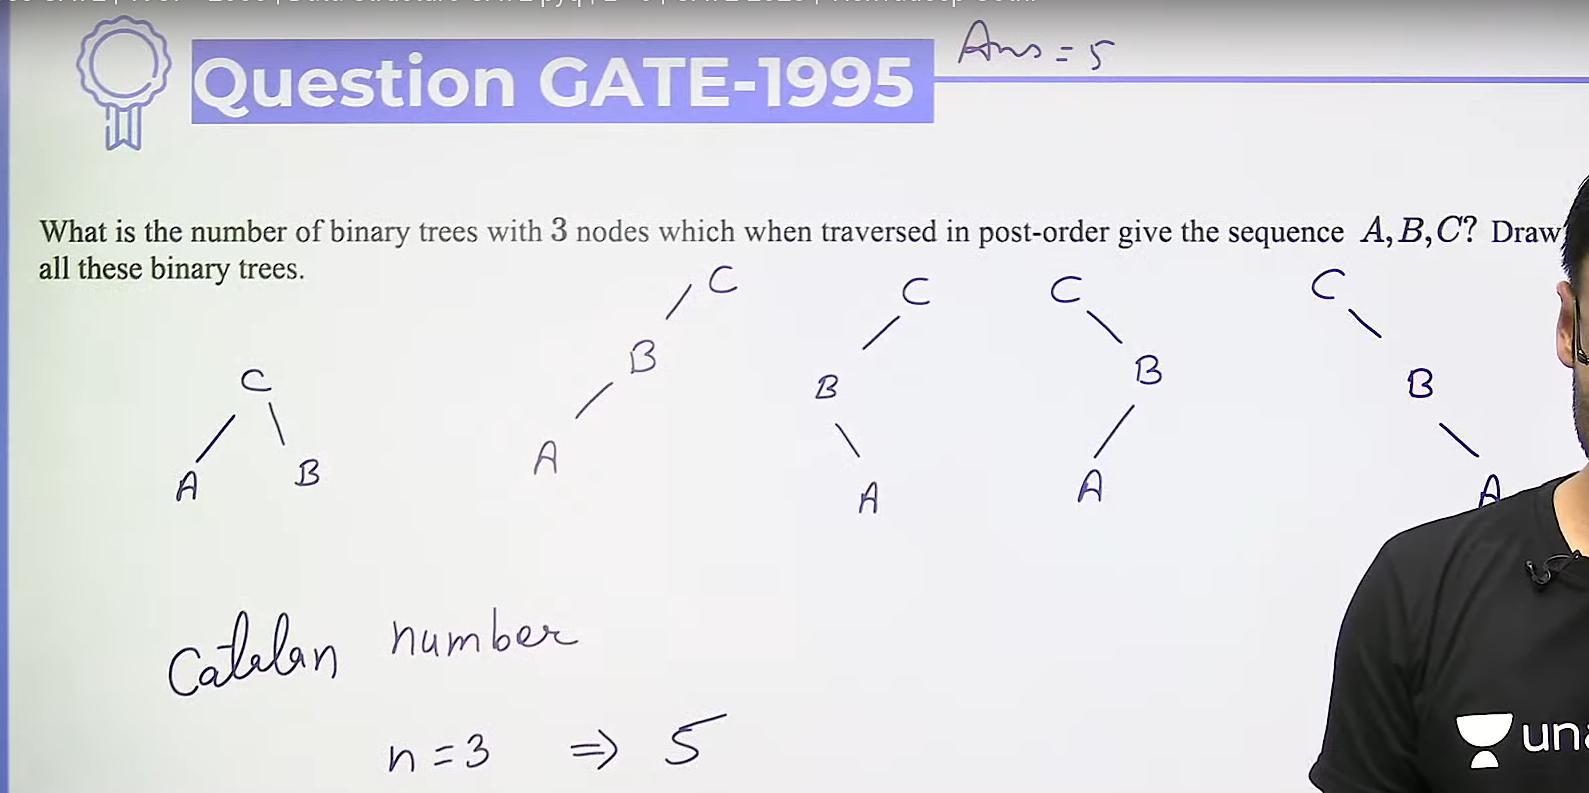 Ans = 5
Question GATE-1995
What is the number of binary trees with 3 nodes which when traversed in post-order give the sequence A, B, C? Draw
all these binary trees.
C
A B
C
B
A
C
B
A
C
B
A
C
B
A
Catalan number
n = 3 ⇒ 5
una